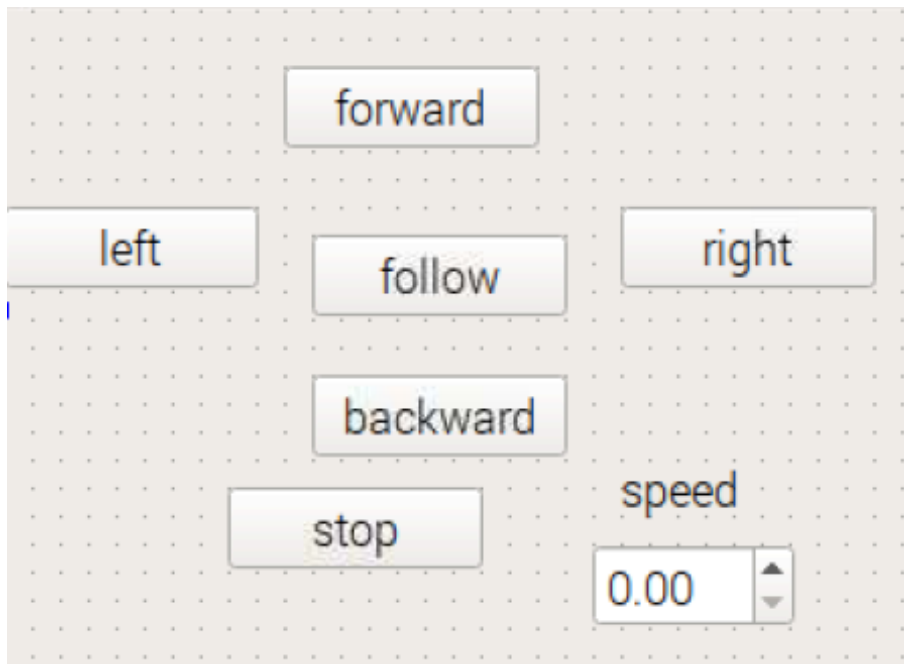 forward
left
follow
right
backward
stop
speed
0.00